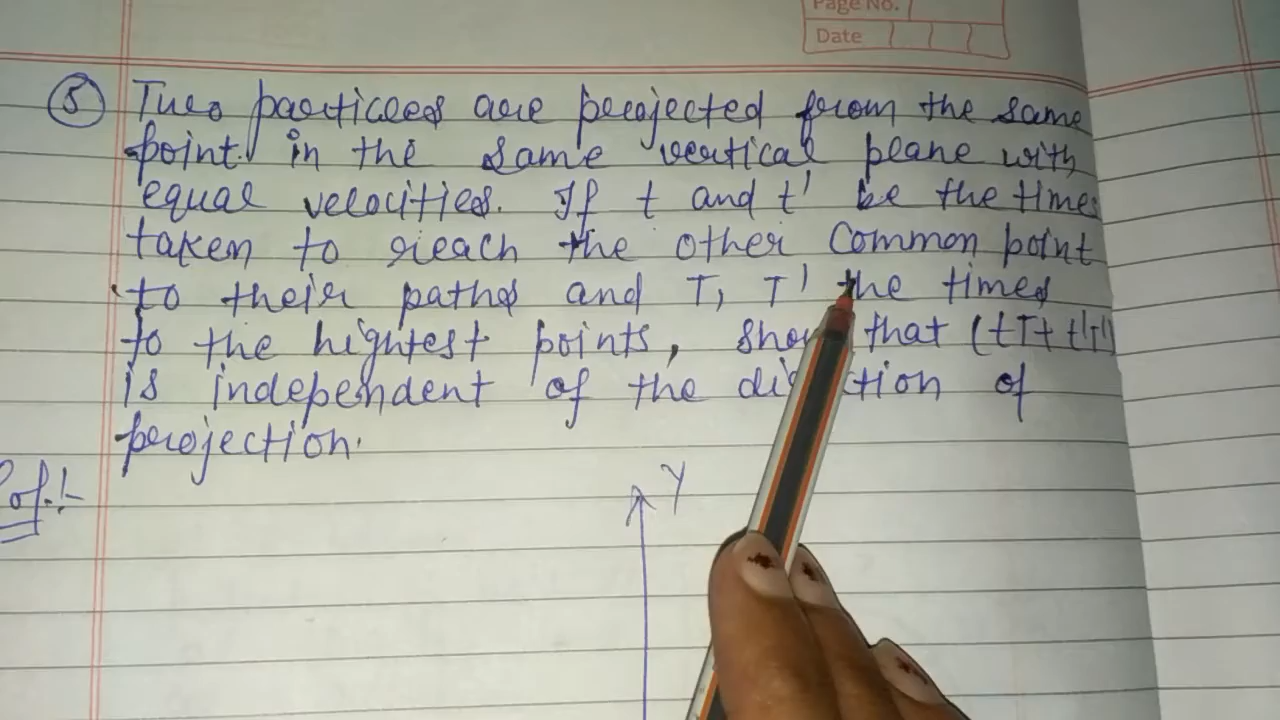 Page No.
Date
5 Two particles are projected from the same
point in the same vertical plane with
equal velocities. If t and t' be the times
taken to reach the other common point
to their paths and T, T' the times
to the hightest points, show that (tT+t'T')
is independent of the direction of
projection.
Y